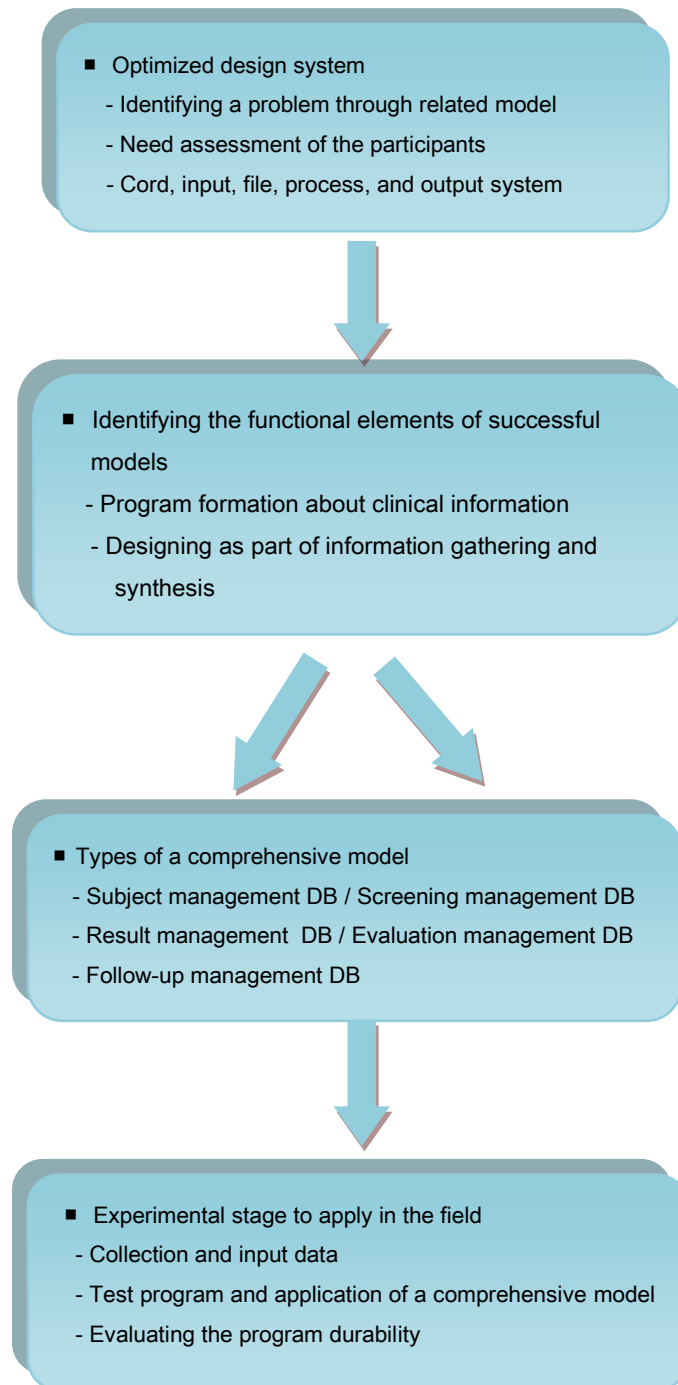 ■ Optimized design system
- Identifying a problem through related model
- Need assessment of the participants
- Cord, input, file, process, and output system
■ Identifying the functional elements of successful
models
- Program formation about clinical information
- Designing as part of information gathering and
synthesis
■ Types of a comprehensive model
- Subject management DB / Screening management DB
- Result management DB / Evaluation management DB
- Follow-up management DB
■ Experimental stage to apply in the field
- Collection and input data
- Test program and application of a comprehensive model
- Evaluating the program durability